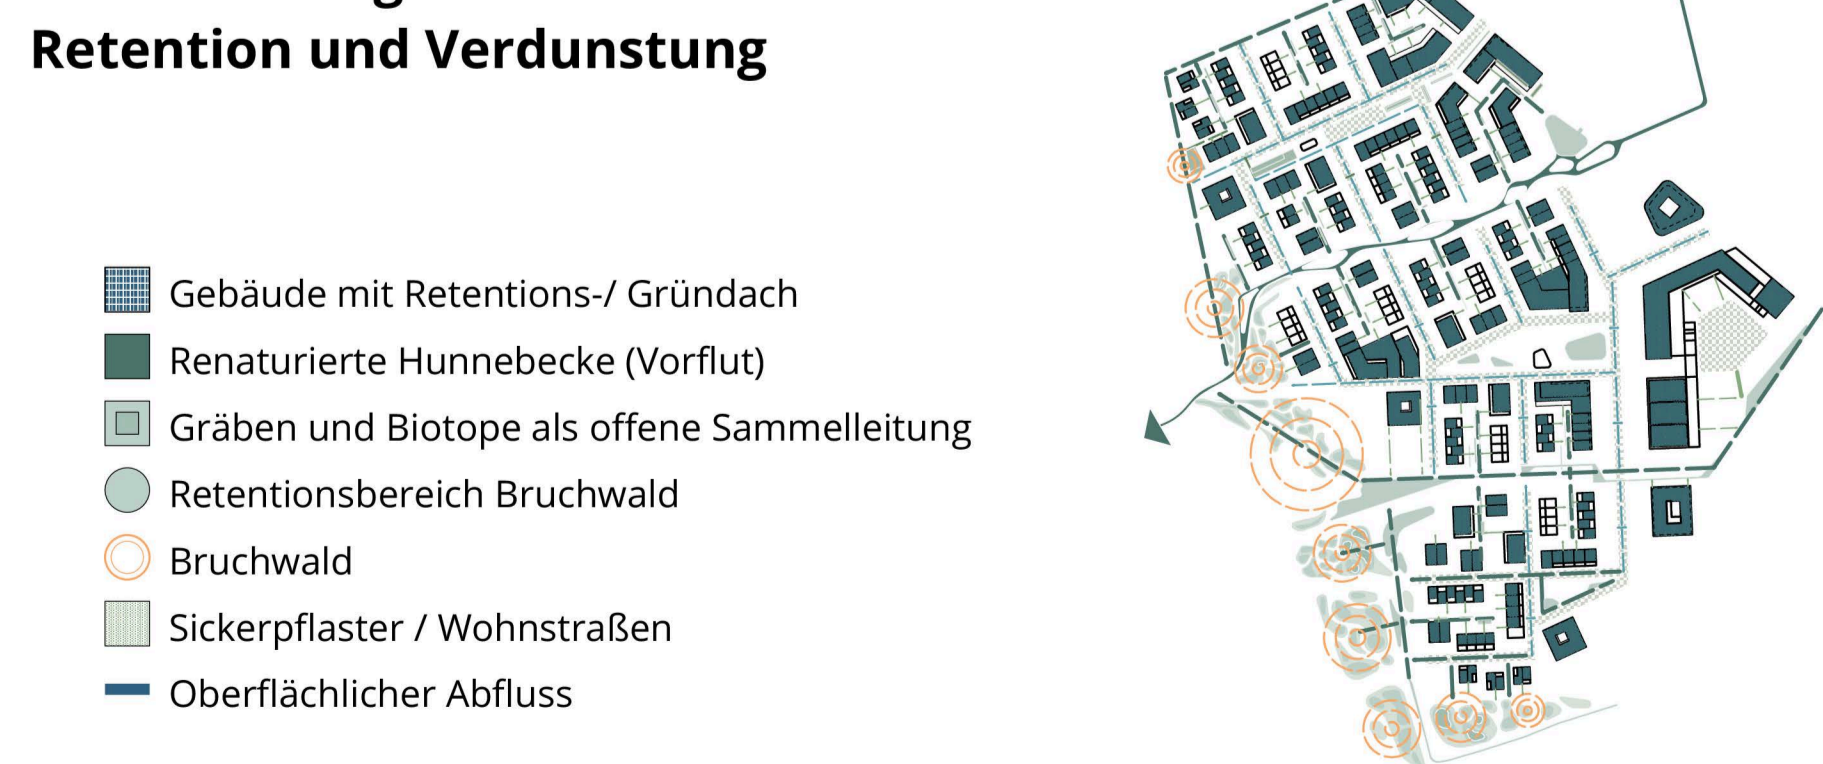 Retention und Verdunstung
Gebäude mit Retentions-/ Gründach
Renaturierte Hunnebecke (Vorflut)
Gräben und Biotope als offene Sammelleitung
Retentionsbereich Bruchwald
Bruchwald
Sickerpflaster / Wohnstraßen
Oberflächlicher Abfluss